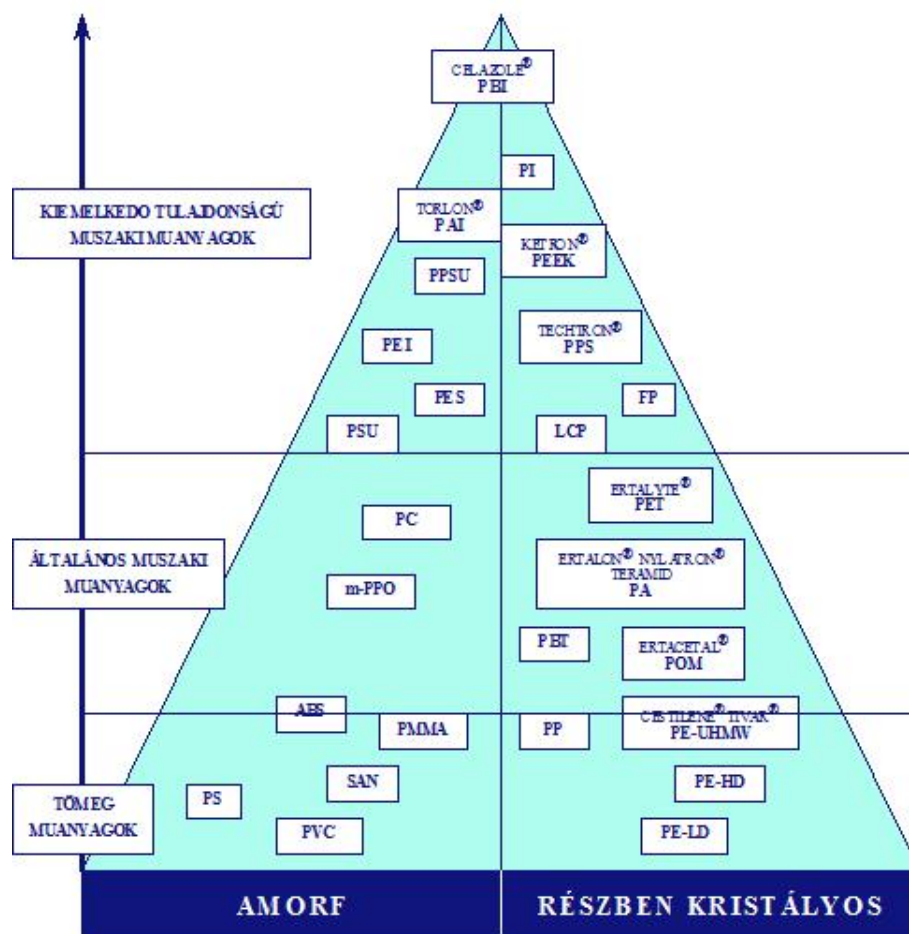 CELAZOLE®
PBI
PI
KIEMELKEDO TULAJDONSÁGÚ
MUSZAKI MUANYAGOK
TORLON®
PAI
KETRON®
PEEK
PPSU
TECHTRON®
PPS
PEI
PES
FP
PSU
LCP
ERTALYTE®
PET
PC
ÁLTALÁNOS MUSZAKI
MUANYAGOK
ERTALON® NYLATRON®
TERAMID
PA
m-PPO
PBT
ERTACETAL®
POM
ABS
CESTILENE® TIVAR®
PE-UHMW
PMMA
PP
SAN
PE-HD
TÖMEG-
MUANYAGOK
PS
PVC
PE-LD
AMORF
RÉSZBEN KRISTÁLYOS